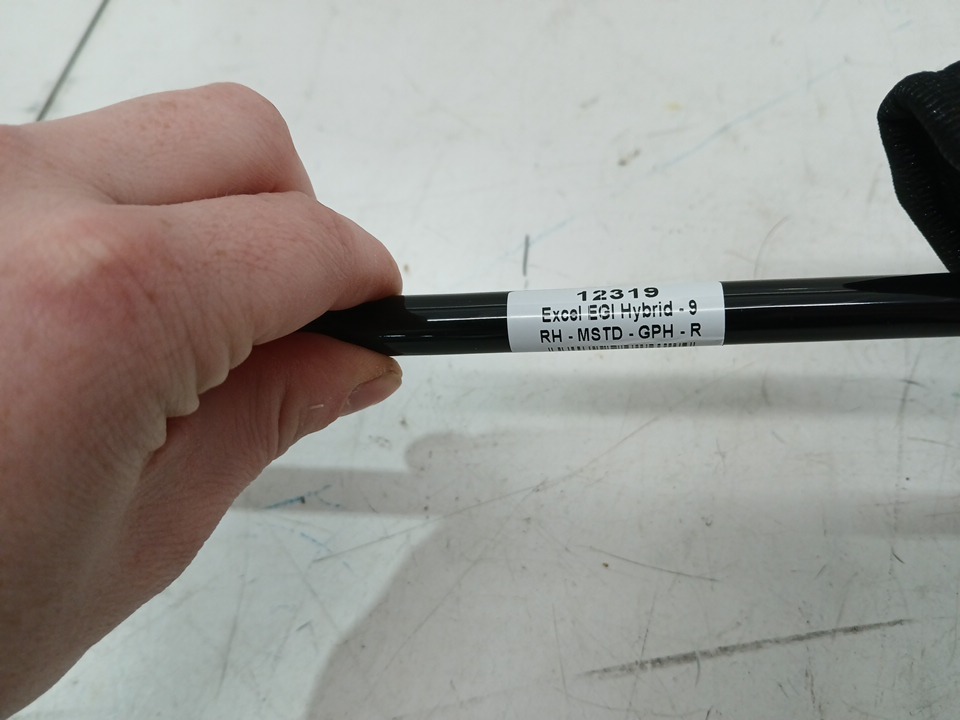 12319
Excel EGI Hybrid - 9
RH - MSTD - GPH - R